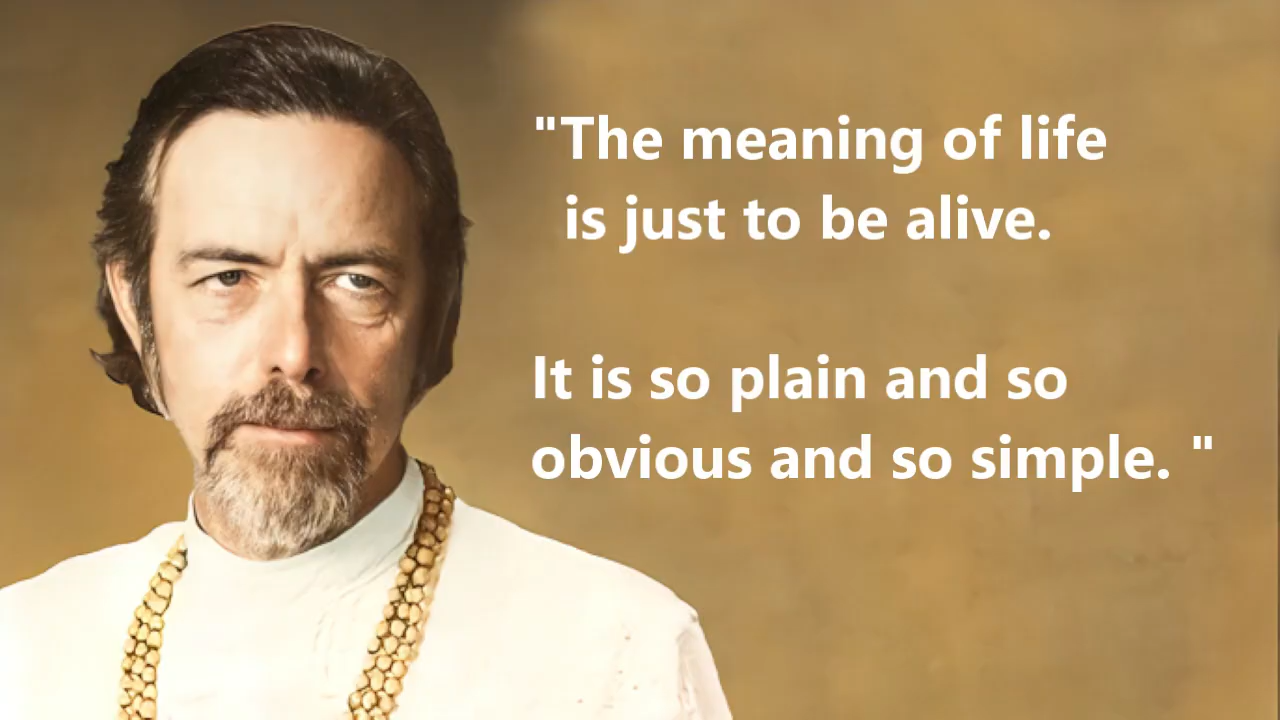 "The meaning of life
is just to be alive.
It is so plain and so
obvious and so simple. "